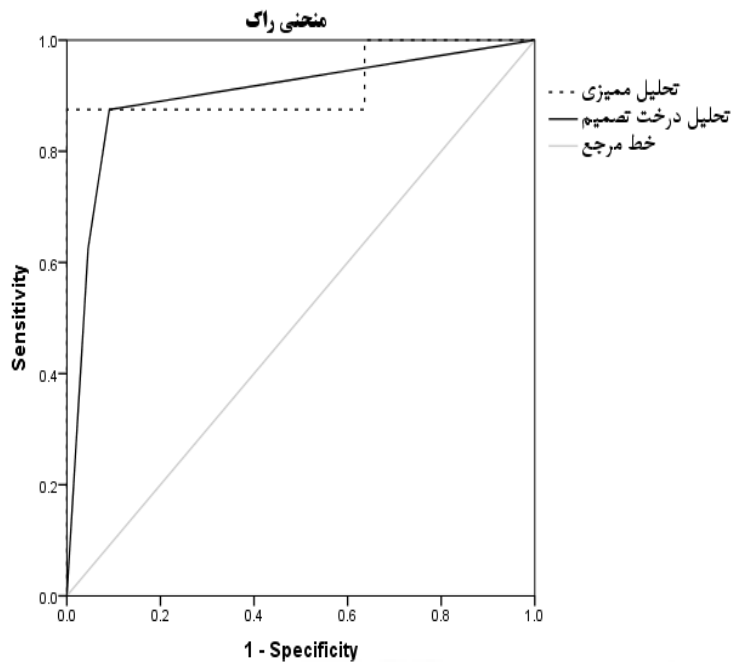 منحنی راک
تحلیل ممیزی
تحلیل درخت تصمیم
خط مرجع
1.0
0.8
0.6
0.4
0.2
0.0
Sensitivity
0.0 0.2 0.4 0.6 0.8 1.0
1 - Specificity